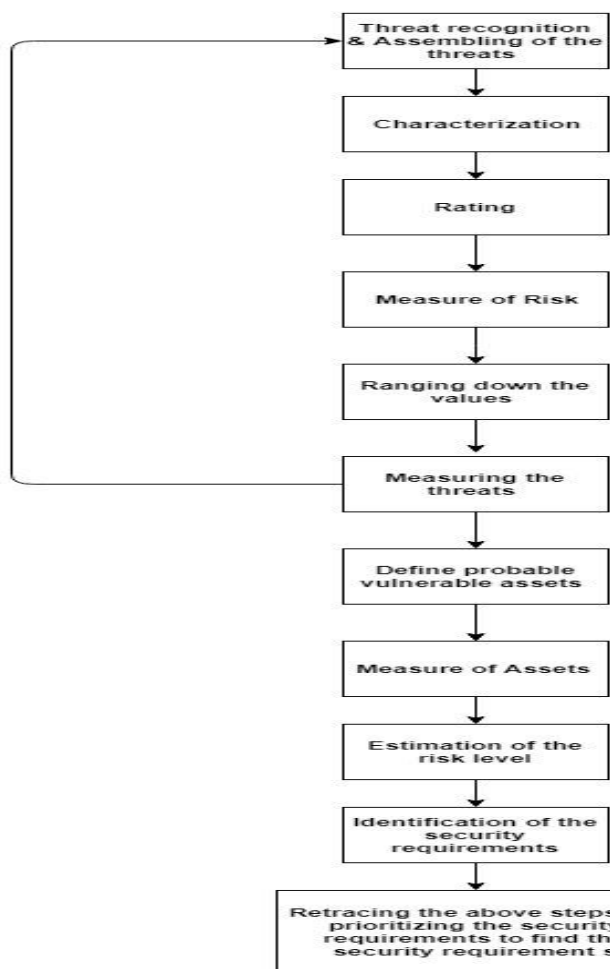 Threat recognition
& Assembling of the
threats
Characterization
Rating
Measure of Risk
Ranging down the
values
Measuring the
threats
Define probable
vulnerable assets
Measure of Assets
Estimation of the
risk level
Identification of the
security
requirements
Retracing the above steps
prioritizing the security
requirements to find
security requirement